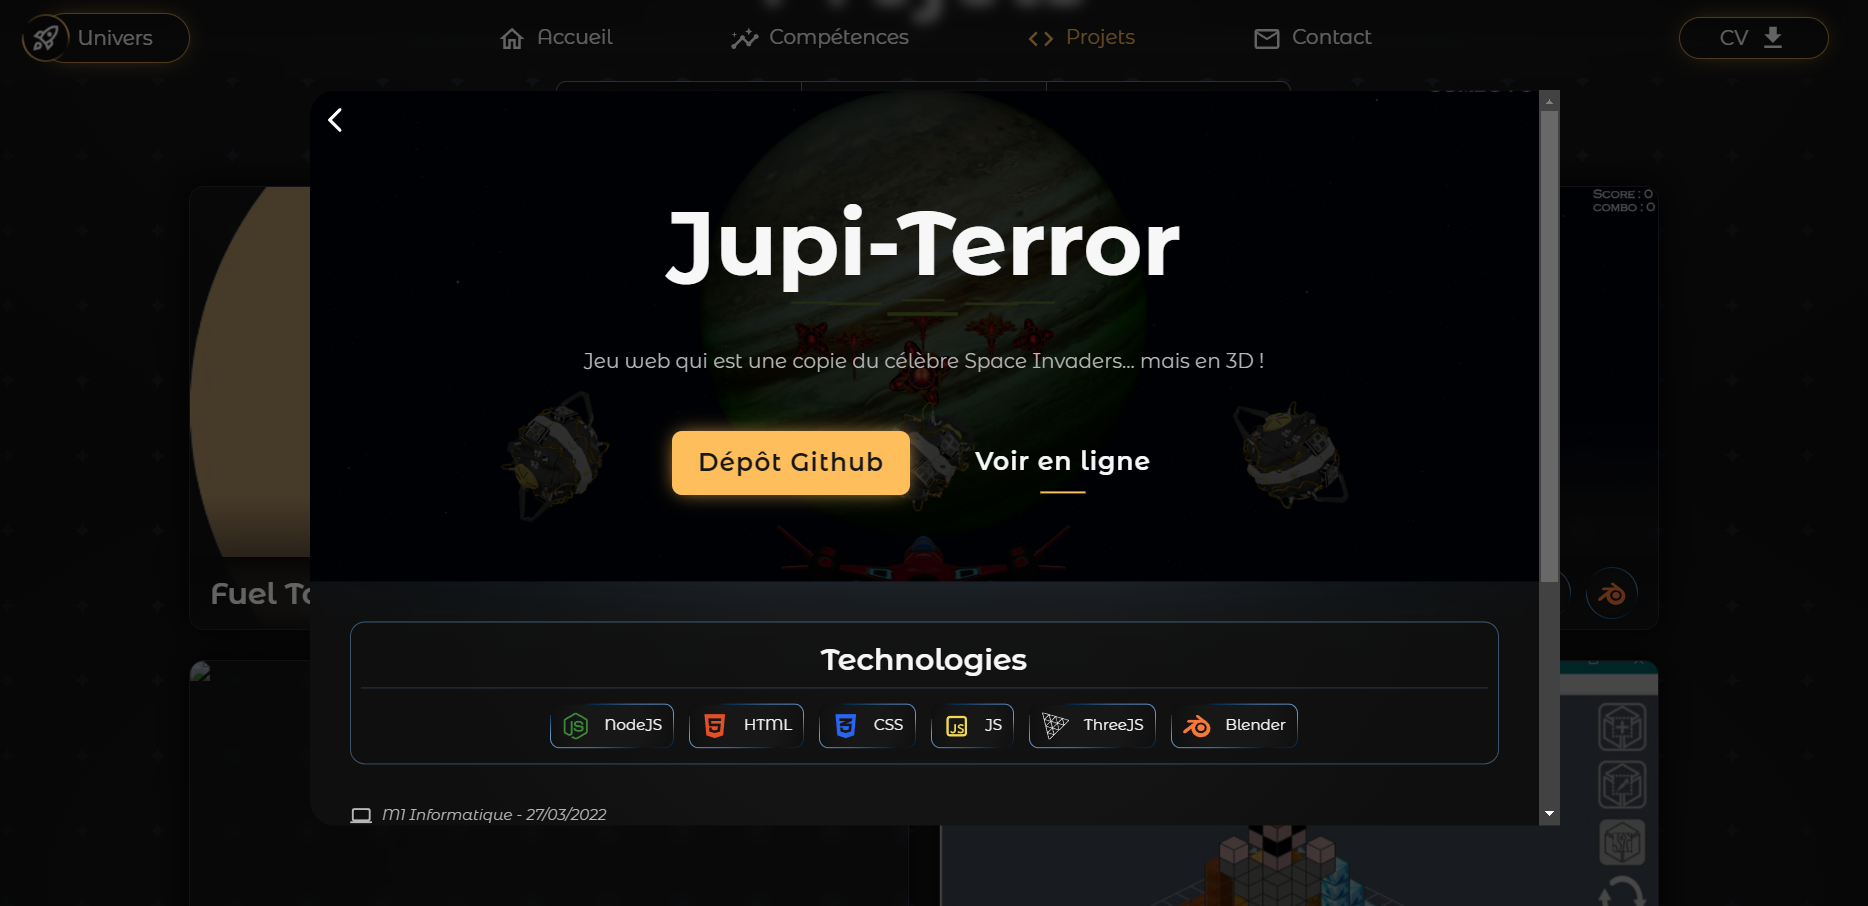 Projets
Univers
Accueil
Compétences
Projets
Contact
CV
Score : 0
combo : 0
Jupi-Terror
Jeu web qui est une copie du célèbre Space Invaders... mais en 3D !
Dépôt Github
Voir en ligne
Fuel To
Technologies
NodeJS
HTML
CSS
JS
ThreeJS
Blender
M1 Informatique - 27/03/2022